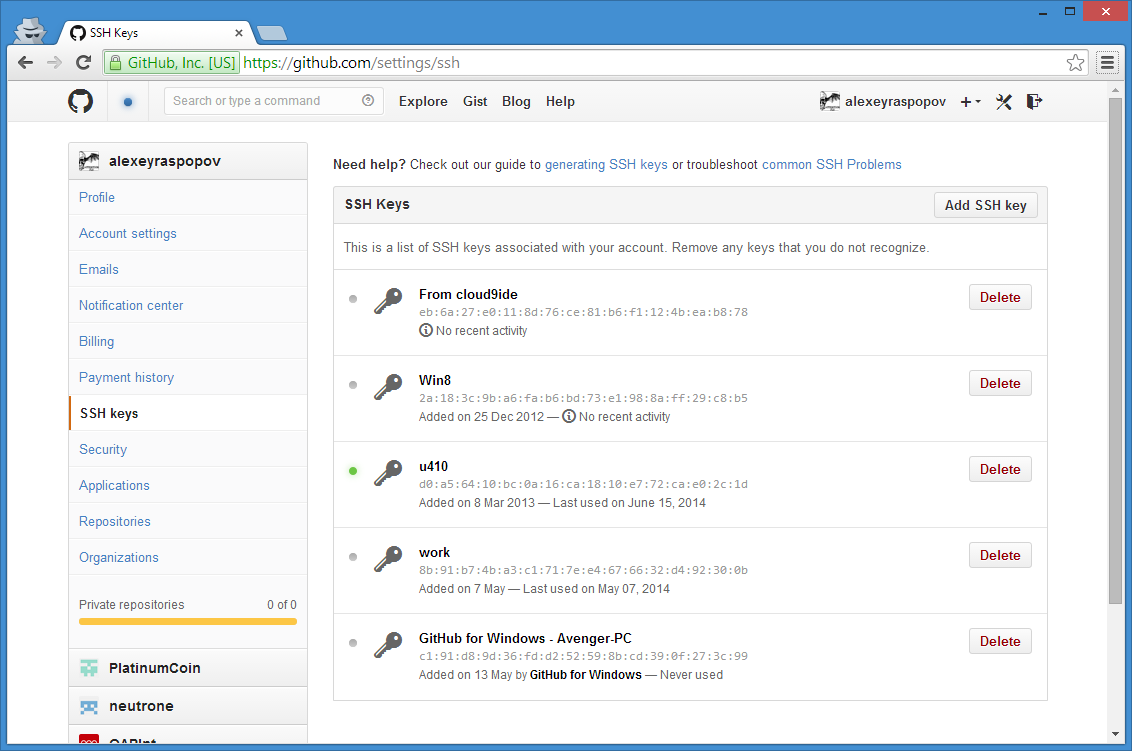 SSH Keys
GitHub, Inc. [US] https://github.com/settings/ssh
Search or type a command Explore Gist Blog Help alexeyraspopov
alexeyraspopov
Profile
Account settings
Emails
Notification center
Billing
Payment history
SSH keys
Security
Applications
Repositories
Organizations
Private repositories 0 of 0
PlatinumCoin
neutrone
Need help? Check out our guide to generating SSH keys or troubleshoot common SSH Problems
SSH Keys Add SSH key
This is a list of SSH keys associated with your account. Remove any keys that you do not recognize.
From cloud9ide Delete
eb:6a:27:e0:11:8d:76:ce:81:b6:f1:12:4b:ea:b8:78
No recent activity
Win8 Delete
2a:18:3c:9b:a6:fa:b6:bd:73:e1:98:8a:ff:29:c8:b5
Added on 25 Dec 2012 — No recent activity
u410 Delete
d0:a5:64:10:bc:0a:16:ca:18:10:e7:72:ca:e0:2c:1d
Added on 8 Mar 2013 — Last used on June 15, 2014
work Delete
8b:91:b7:4b:a3:c1:71:7e:e4:67:66:32:d4:92:30:0b
Added on 7 May — Last used on May 07, 2014
GitHub for Windows - Avenger-PC Delete
c1:91:d8:9d:36:fd:d2:52:59:8b:cd:39:0f:27:3c:99
Added on 13 May by GitHub for Windows — Never used